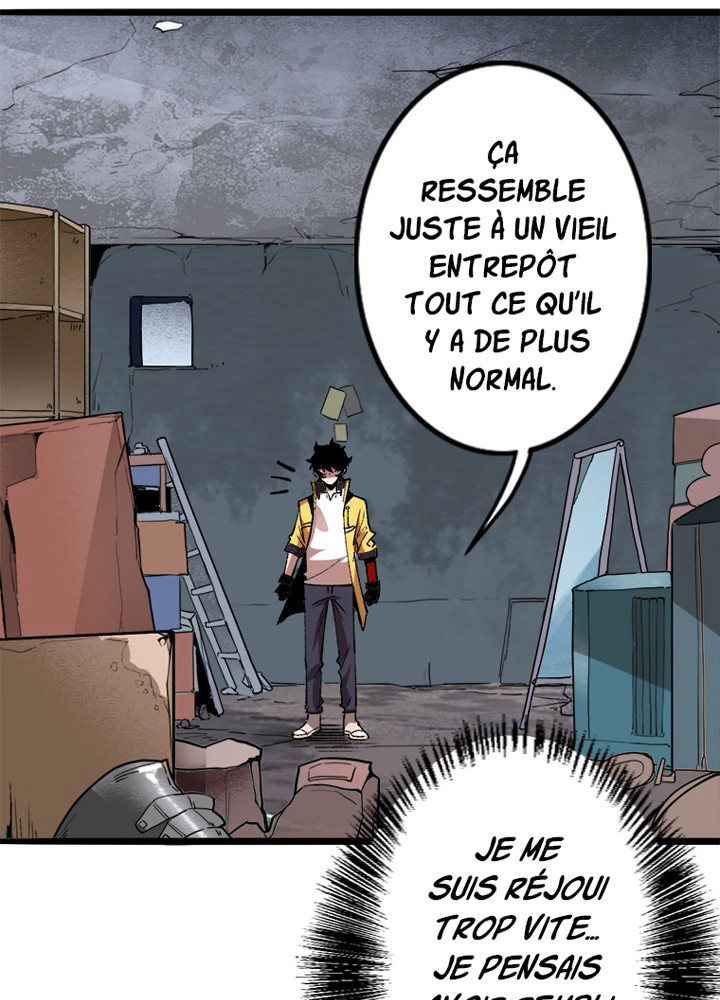 ÇA
RESSEMBLE
JUSTE À UN VIEIL
ENTREPÔT
TOUT CE QU'IL
Y A DE PLUS
NORMAL.
JE ME
SUIS RÉJOUI
TROP VITE...
JE PENSAIS
AVOIR